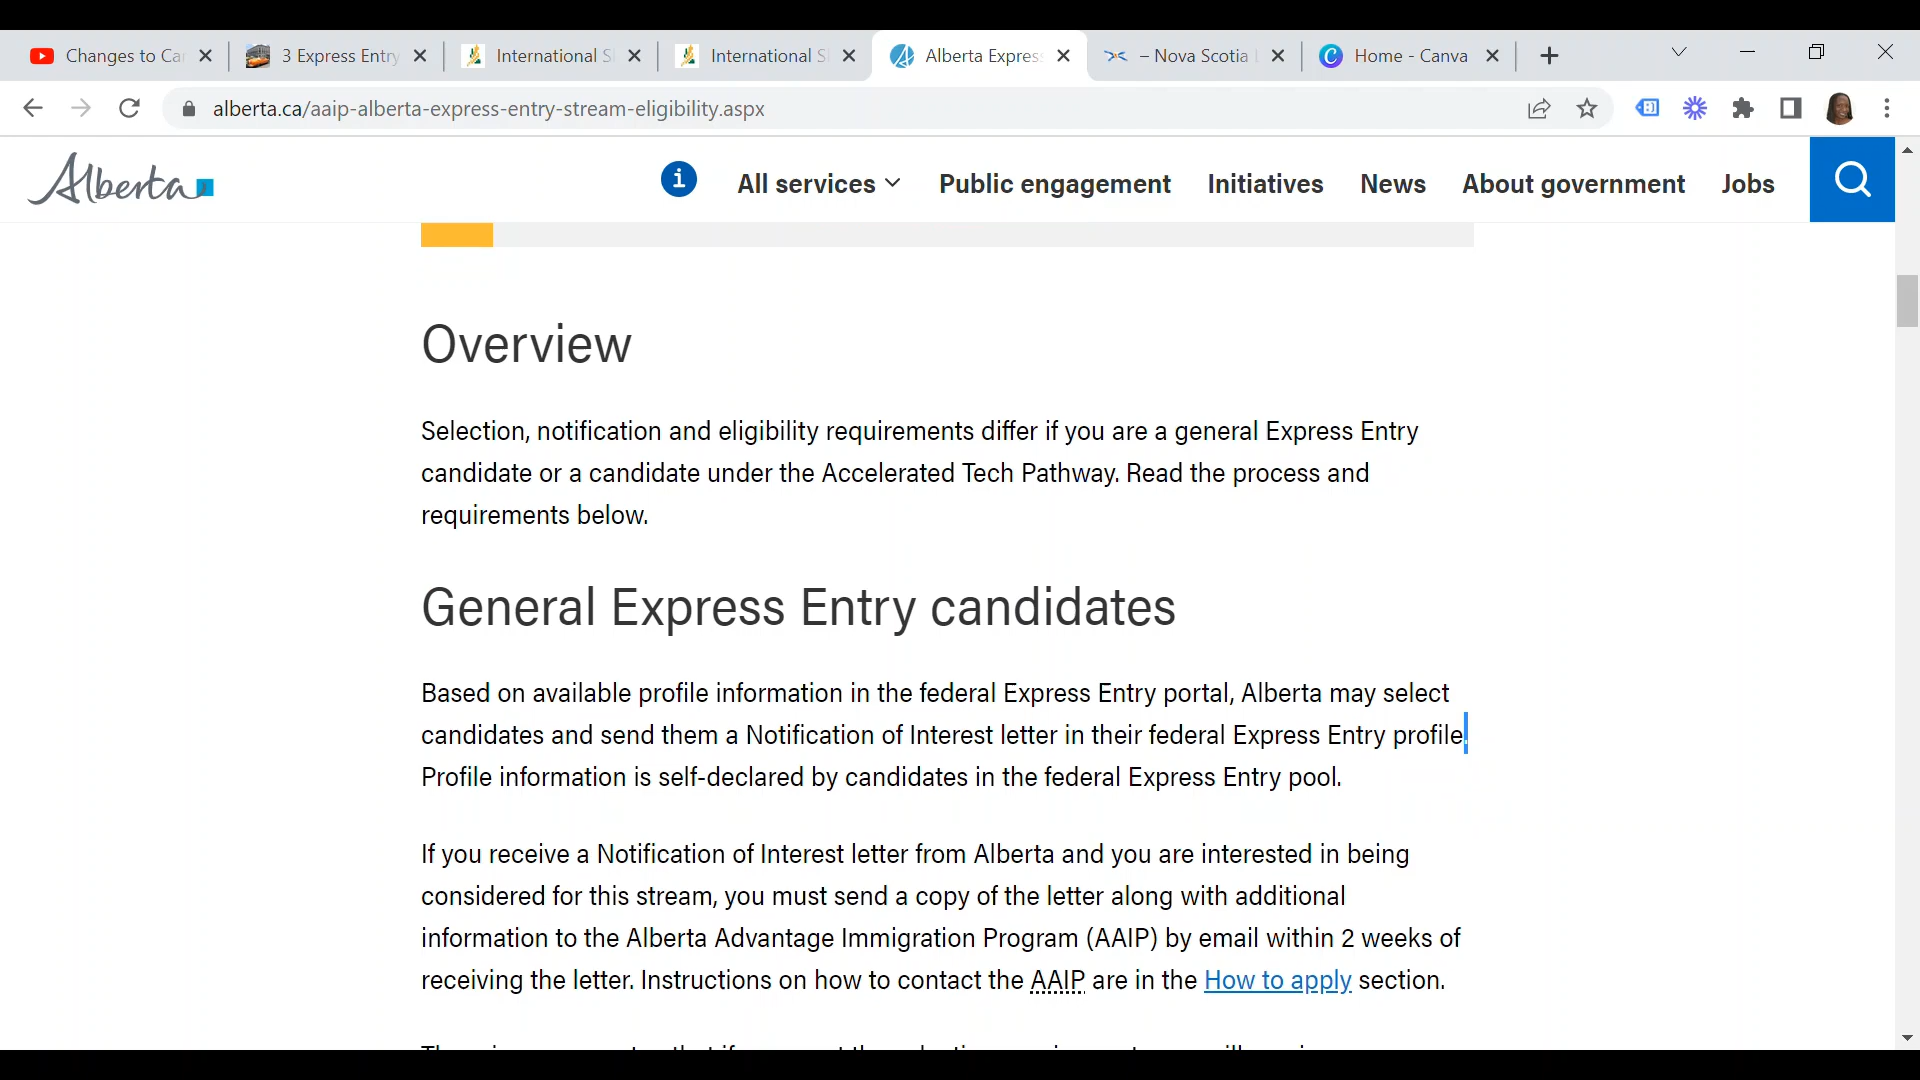 Changes to Ca
3 Express Entry
International S
International S
Alberta Express
– Nova Scotia
Home - Canva
alberta.ca/aaip-alberta-express-entry-stream-eligibility.aspx
Alberta
All services
Public engagement
Initiatives
News
About government
Jobs
Overview
Selection, notification and eligibility requirements differ if you are a general Express Entry
candidate or a candidate under the Accelerated Tech Pathway. Read the process and
requirements below.
General Express Entry candidates
Based on available profile information in the federal Express Entry portal, Alberta may select
candidates and send them a Notification of Interest letter in their federal Express Entry profile.
Profile information is self-declared by candidates in the federal Express Entry pool.
If you receive a Notification of Interest letter from Alberta and you are interested in being
considered for this stream, you must send a copy of the letter along with additional
information to the Alberta Advantage Immigration Program (AAIP) by email within 2 weeks of
receiving the letter. Instructions on how to contact the AAIP are in the How to apply section.